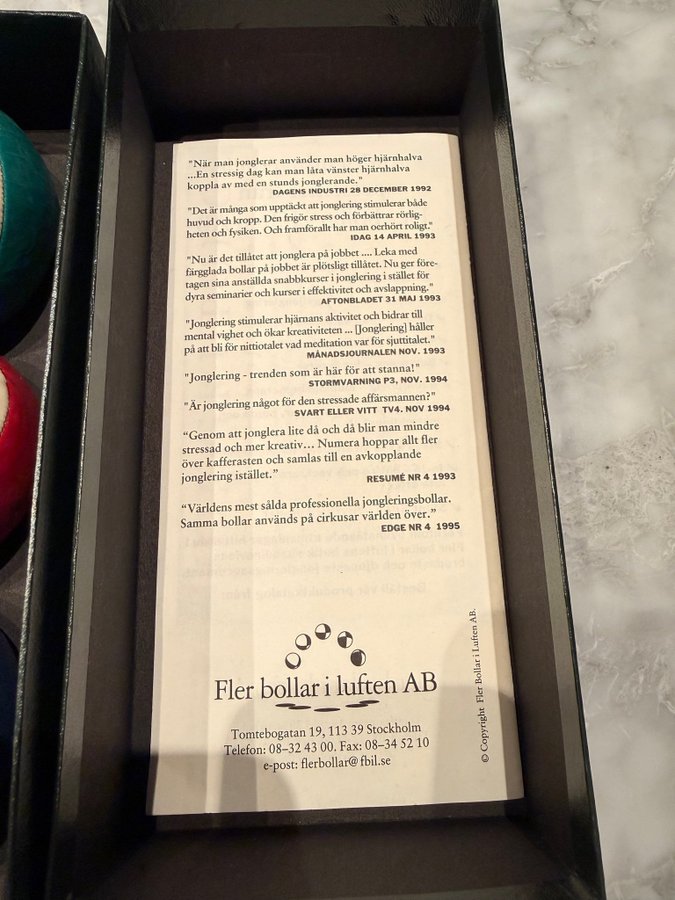 "När man jonglerar använder man höger hjärnhalva
...En stressig dag kan man låta vänster hjärnhalva
koppla av med en stunds jonglerande."
DAGENS INDUSTRI 28 DECEMBER 1992
"Det är många som upptäckt att jonglering stimulerar både
huvud och kropp. Den frigör stress och förbättrar rörlig-
heten och fysiken. Och framförallt har man oerhört roligt."
IDAG 14 APRIL 1993
"Nu är det tillåtet att jonglera på jobbet .... Leka med
färgglada bollar på jobbet är plötsligt tillåtet. Nu ger före-
tagen sina anställda snabbkurser i jonglering i stället för
dyra seminarier och kurser i effektivitet och avslappning."
AFTONBLADET 31 MAJ 1993
"Jonglering stimulerar hjärnans aktivitet och bidrar till
mental vighet och ökar kreativiteten ... [Jonglering] håller
på att bli för nittiotalet vad meditation var för sjuttitalet."
MÅNADSJOURNALEN NOV. 1993
"Jonglering - trenden som är här för att stanna!"
STORMVARNING P3, NOV. 1994
"Är jonglering något för den stressade affärsmannen?"
SVART ELLER VITT TV4. NOV 1994
“Genom att jonglera lite då och då blir man mindre
stressad och mer kreativ… Numera hoppar allt fler
över kafferasten och samlas till en avkopplande
jonglering istället.”
RESUMÉ NR 4 1993
“Världens mest sålda professionella jongleringsbollar.
Samma bollar används på cirkusar världen över.”
EDGE NR 4 1995
Fler bollar i luften AB
Tomtebogatan 19, 113 39 Stockholm
Telefon: 08–32 43 00. Fax: 08–34 52 10
e-post: flerbollar@fbil.se
© Copyright Fler Bollar i Luften AB.